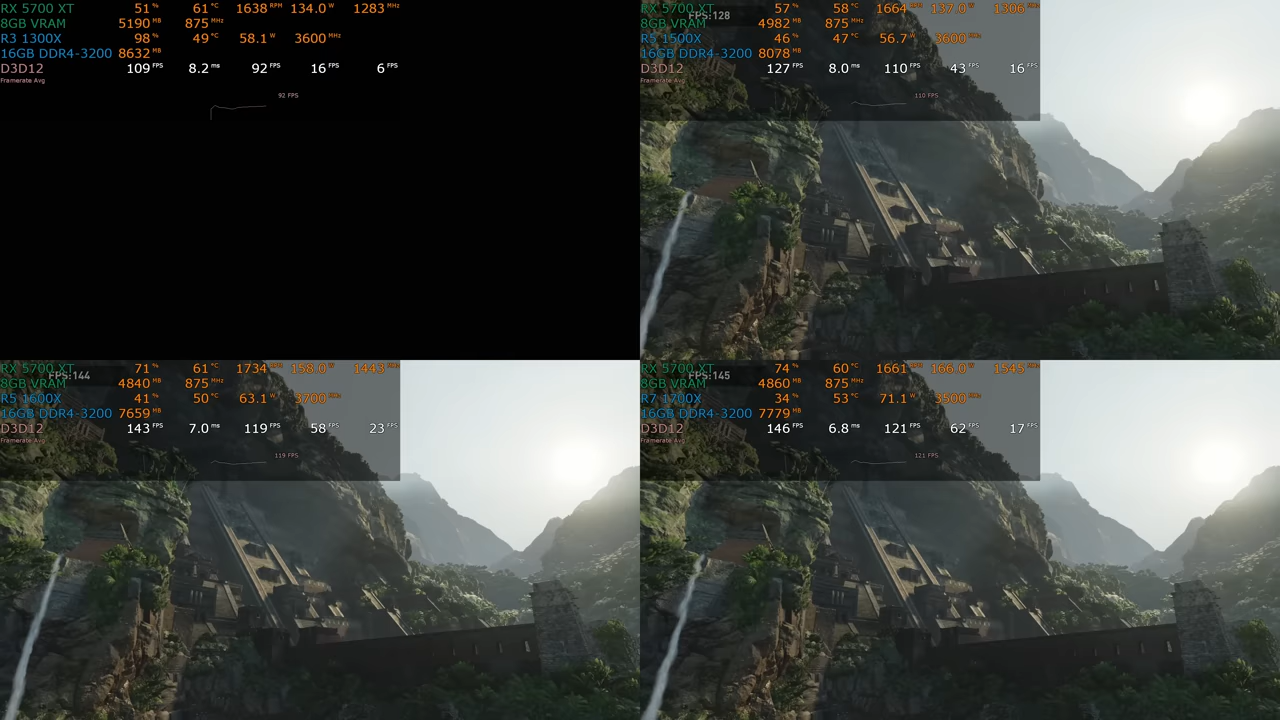 RX 5700 XT 51 % 61 °C 1638 RPM 134.0 W 1283 MHz
8GB VRAM 5190 MB 875 MHz
R3 1300X 98 % 49 °C 58.1 W 3600 MHz
16GB DDR4-3200 8632 MB
D3D12 109 FPS 8.2 ms 92 FPS 16 FPS 6 FPS
Framerate Avg
92 FPS
RX 5700 XT 57 % 58 °C 1664 RPM 137.0 W 1306 MHz
FPS:128
8GB VRAM 4982 MB 875 MHz
R5 1500X 46 % 47 °C 56.7 W 3600 MHz
16GB DDR4-3200 8078 MB
D3D12 127 FPS 8.0 ms 110 FPS 43 FPS 16 FPS
Framerate Avg
110 FPS
RX 5700 XT 71 % 61 °C 1734 RPM 158.0 W 1443 MHz
FPS:144
8GB VRAM 4840 MB 875 MHz
R5 1600X 41 % 50 °C 63.1 W 3700 MHz
16GB DDR4-3200 7659 MB
D3D12 143 FPS 7.0 ms 119 FPS 58 FPS 23 FPS
Framerate Avg
119 FPS
RX 5700 XT 74 % 60 °C 1661 RPM 166.0 W 1545 MHz
FPS:145
8GB VRAM 4860 MB 875 MHz
R7 1700X 34 % 53 °C 71.1 W 3500 MHz
16GB DDR4-3200 7779 MB
D3D12 146 FPS 6.8 ms 121 FPS 62 FPS 17 FPS
Framerate Avg
121 FPS